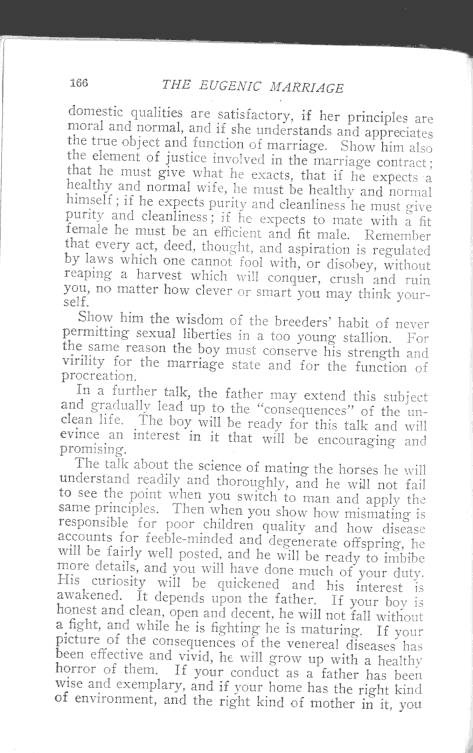 166 THE EUGENIC MARRIAGE
domestic qualities are satisfactory, if her principles are
moral and normal, and if she understands and appreciates
the true object and function of marriage. Show him also
the element of justice involved in the marriage contract;
that he must give what he exacts, that if he expects a
healthy and normal wife, he must be healthy and normal
himself; if he expects purity and cleanliness he must give
purity and cleanliness; if he expects to mate with a fit
female he must be an efficient and fit male. Remember
that every act, deed, thought, and aspiration is regulated
by laws which one cannot fool with, or disobey, without
reaping a harvest which will conquer, crush and ruin
you, no matter how clever or smart you may think your-
self.
Show him the wisdom of the breeders' habit of never
permitting sexual liberties in a too young stallion. For
the same reason the boy must conserve his strength and
virility for the marriage state and for the function of
procreation.
In a further talk, the father may extend this subject
and gradually lead up to the "consequences" of the un-
clean life. The boy will be ready for this talk and will
evince an interest in it that will be encouraging and
promising.
The talk about the science of mating the horses he will
understand readily and thoroughly, and he will not fail
to see the point when you switch to man and apply the
same principles. Then when you show how mismating is
responsible for poor children quality and how disease
accounts for feeble-minded and degenerate offspring, he
will be fairly well posted, and he will be ready to imbibe
more details, and you will have done much of your duty.
His curiosity will be quickened and his interest is
awakened. It depends upon the father. If your boy is
honest and clean, open and decent, he will not fall without
a fight, and while he is fighting he is maturing. If your
picture of the consequences of the venereal diseases has
been effective and vivid, he will grow up with a healthy
horror of them. If your conduct as a father has been
wise and exemplary, and if your home has the right kind
of environment, and the right kind of mother in it, you